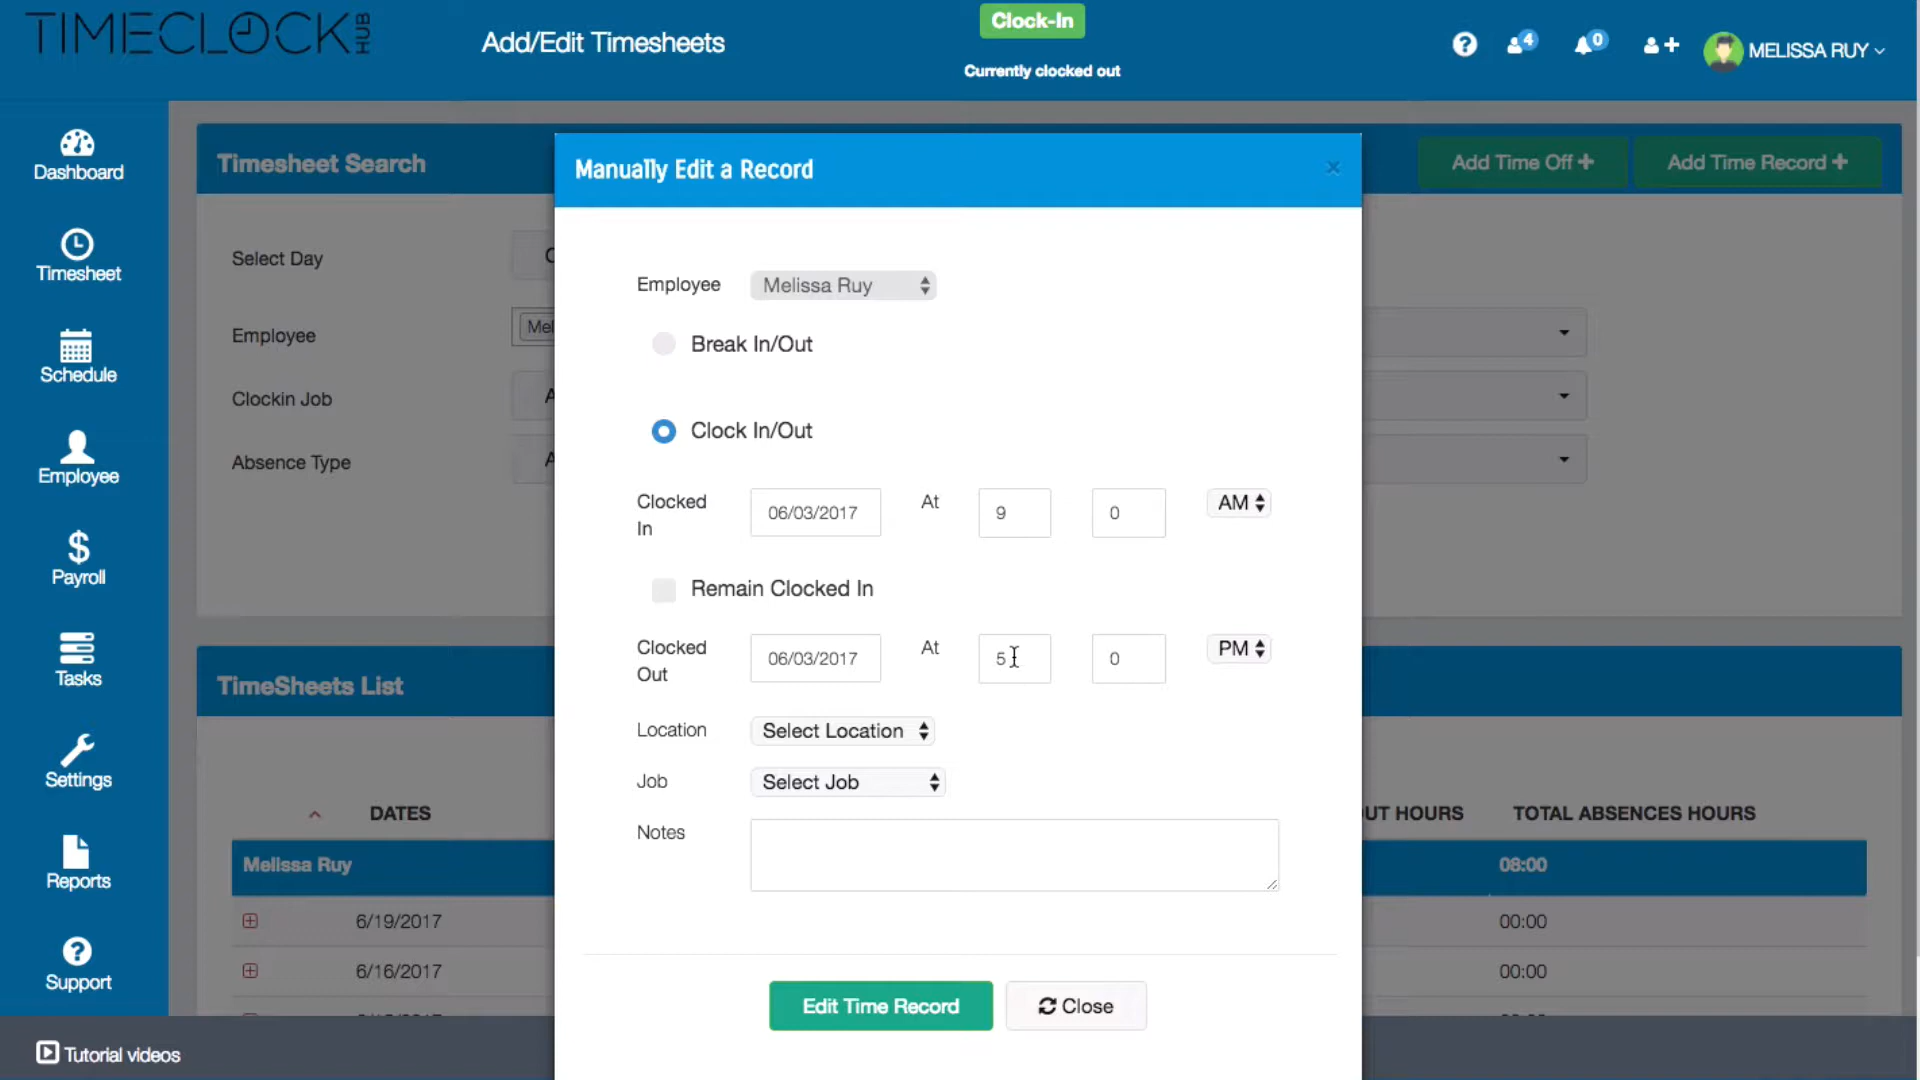 TIMECLOCK HUB
Add/Edit Timesheets
Clock-In
Currently clocked out
4
0
MELISSA RUY
Dashboard
Timesheet
Schedule
Employee
Payroll
Tasks
Settings
Reports
Support
Tutorial videos
Timesheet Search
Add Time Off
Add Time Record
Select Day
Employee
Mel
Clockin Job
A
Absence Type
A
Manually Edit a Record
×
Employee Melissa Ruy
Break In/Out
Clock In/Out
Clocked In 06/03/2017 At 9 0 AM
Remain Clocked In
Clocked Out 06/03/2017 At 5 0 PM
Location Select Location
Job Select Job
Notes
Edit Time Record
Close
TimeSheets List
DATES
UT HOURS
TOTAL ABSENCES HOURS
Melissa Ruy 08:00
6/19/2017 00:00
6/16/2017 00:00